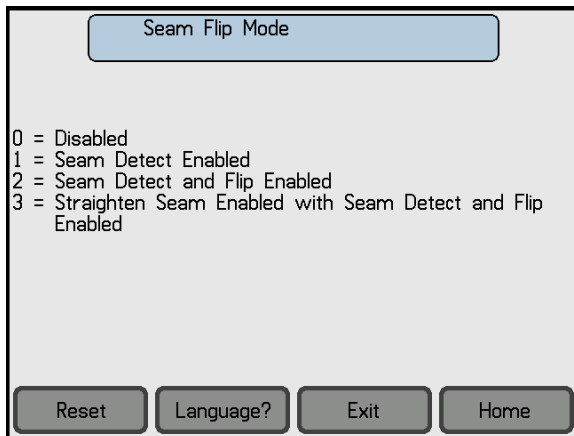 Seam Flip Mode
0 = Disabled
1 = Seam Detect Enabled
2 = Seam Detect and Flip Enabled
3 = Straighten Seam Enabled with Seam Detect and Flip
Enabled
Reset Language? Exit Home